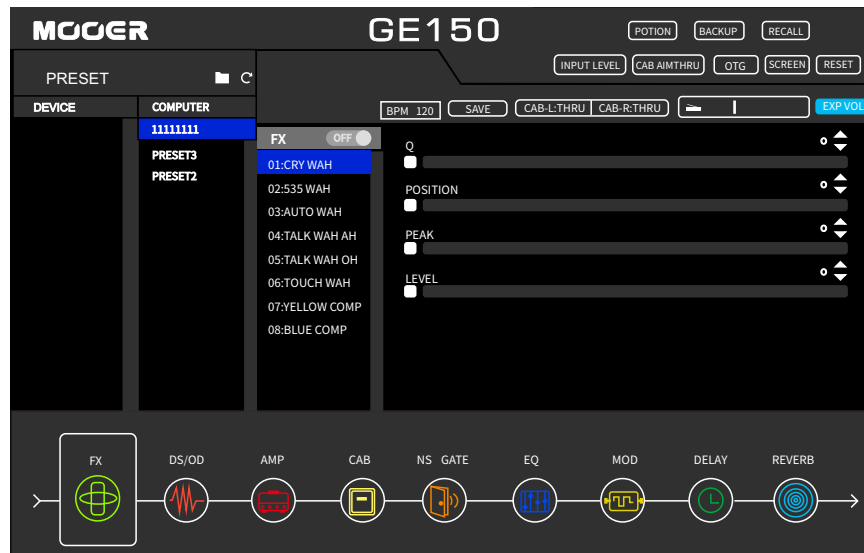 MOOER
GE150
POTION
BACKUP
RECALL
INPUT LEVEL
CAB AIMTHRU
OTG
SCREEN
RESET
PRESET
DEVICE
COMPUTER
BPM 120
SAVE
CAB-L:THRU
CAB-R:THRU
EXP VOL
11111111
PRESET3
PRESET2
FX
OFF
01:CRY WAH
02:535 WAH
03:AUTO WAH
04:TALK WAH AH
05:TALK WAH OH
06:TOUCH WAH
07:YELLOW COMP
08:BLUE COMP
Q
0
POSITION
0
PEAK
0
LEVEL
0
FX
DS/OD
AMP
CAB
NS GATE
EQ
MOD
DELAY
REVERB